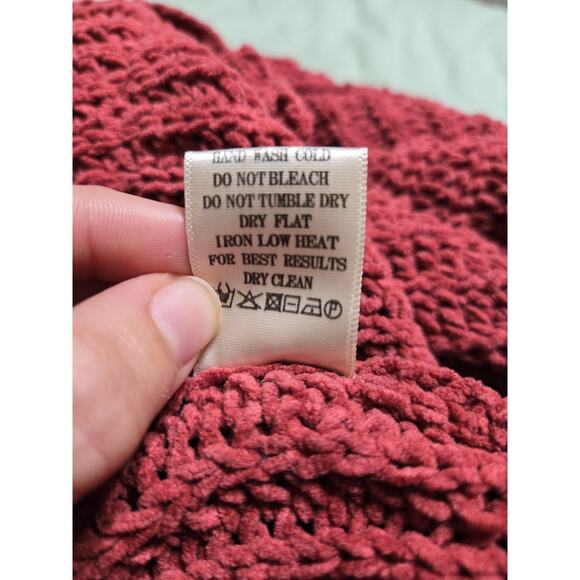 HAND WASH COLD
DO NOT BLEACH
DO NOT TUMBLE DRY
DRY FLAT
IRON LOW HEAT
FOR BEST RESULTS
DRY CLEAN